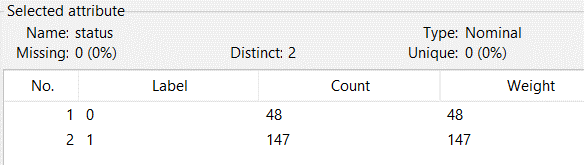 Selected attribute
Name: status Type: Nominal
Missing: 0 (0%) Distinct: 2 Unique: 0 (0%)
No. Label Count Weight
1 0 48 48
2 1 147 147